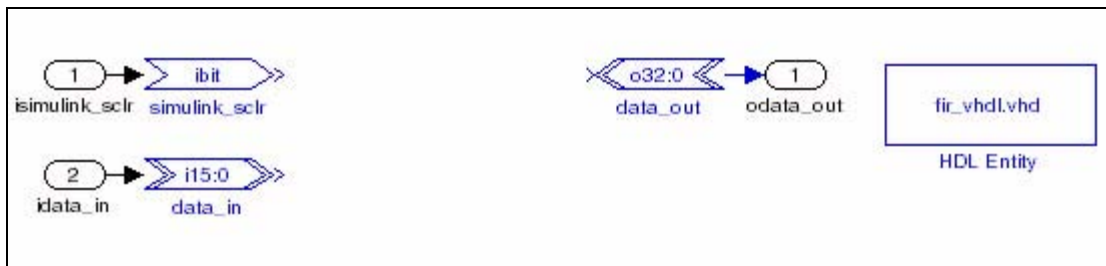 1
ibit
isimulink_sclr
simulink_sclr
2
i15:0
idata_in
data_in
o32:0
1
data_out
odata_out
fir_vhdl.vhd
HDL Entity